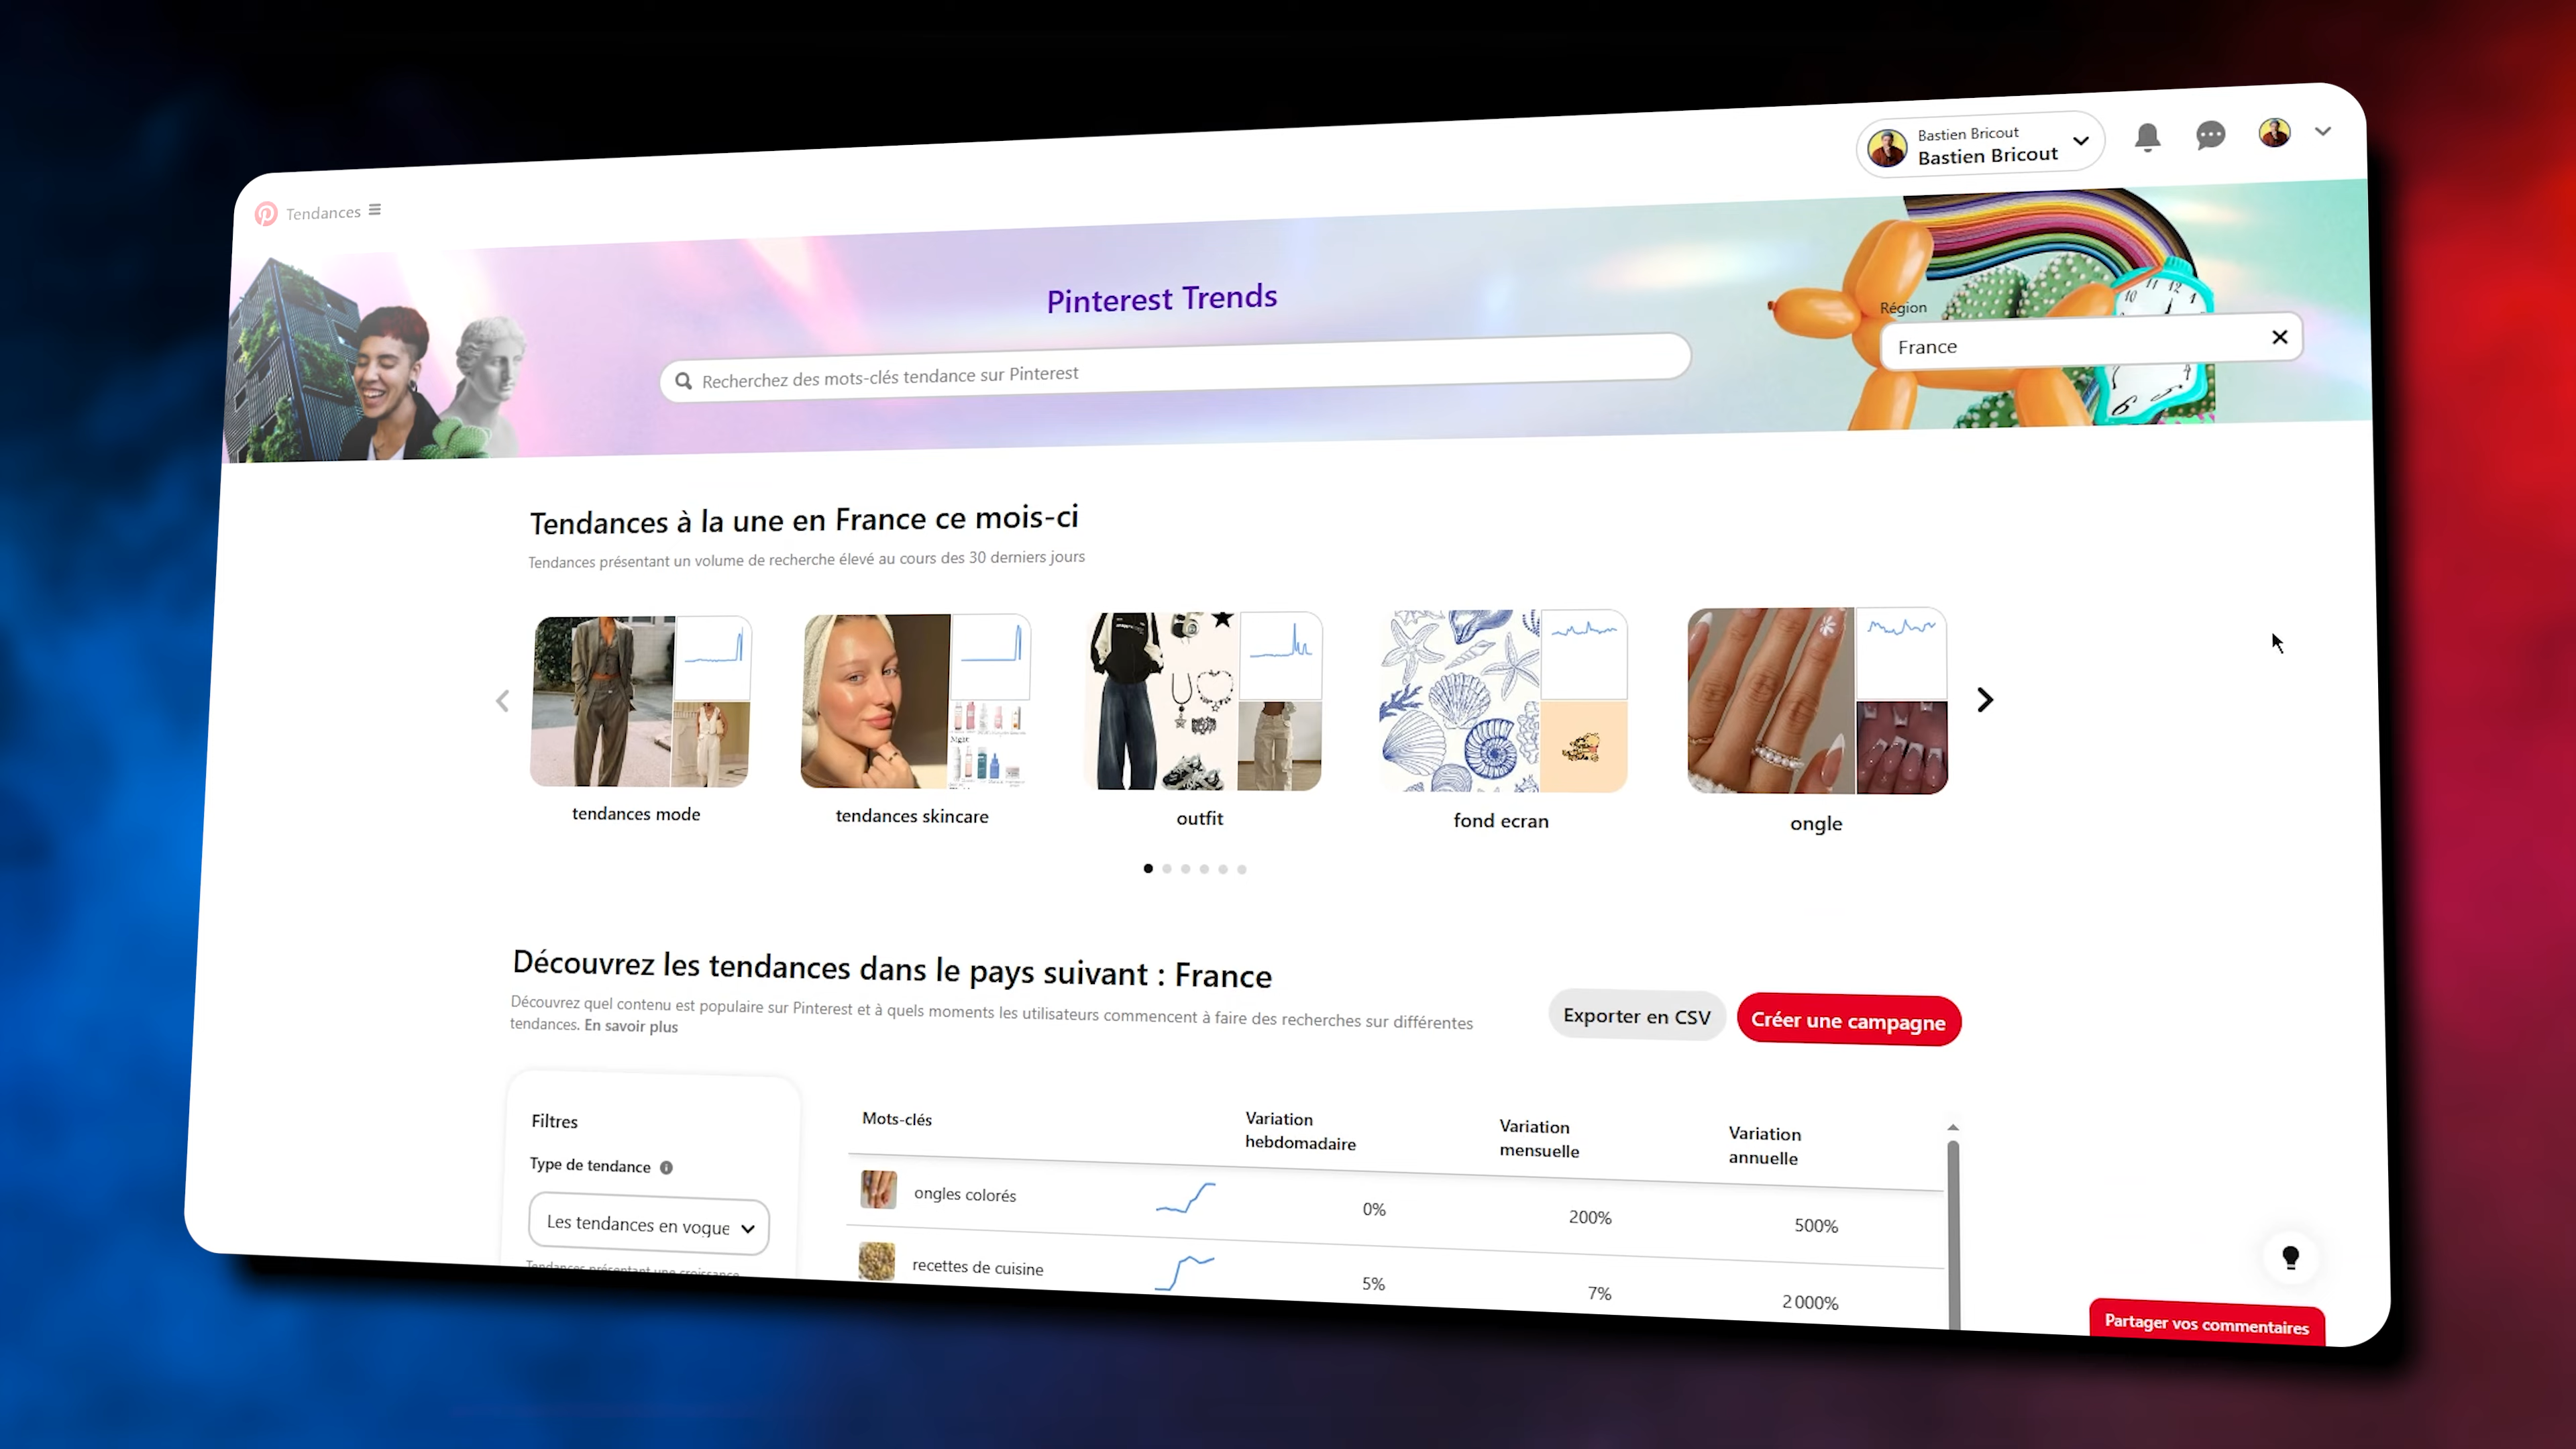 Tendances
Bastien Bricout
Bastien Bricout
Pinterest Trends
Recherchez des mots-clés tendance sur Pinterest
Région
France
Tendances à la une en France ce mois-ci
Tendances présentant un volume de recherche élevé au cours des 30 derniers jours
tendances mode
tendances skincare
outfit
fond ecran
ongle
Découvrez les tendances dans le pays suivant : France
Découvrez quel contenu est populaire sur Pinterest et à quels moments les utilisateurs commencent à faire des recherches sur différentes
tendances. En savoir plus
Exporter en CSV
Créer une campagne
Filtres
Type de tendance
Les tendances en vogue
Tendances présentant une croissance
Mots-clés
Variation
hebdomadaire
Variation
mensuelle
Variation
annuelle
ongles colorés
0%
200%
500%
recettes de cuisine
5%
7%
2 000%
Partager vos commentaires